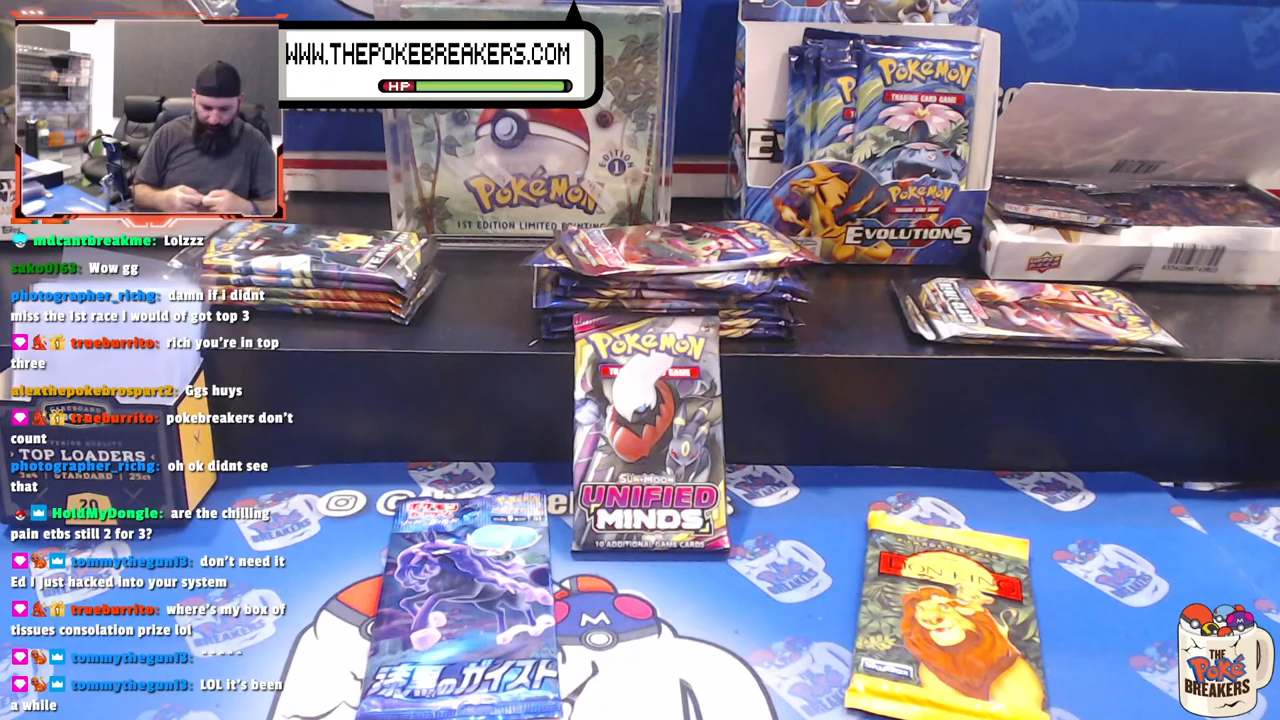 WWW.THEPOKEBREAKERS.COM
HP
EDITION
1
POKéMON
1ST EDITION LIMITED PRINTING
POKéMON
TRADING CARD GAME
POKéMON
EVOLUTIONS
mdcantbreakme: Lolzzz
sako0163: Wow gg
photographer_richg: damn if i didnt
miss the 1st race i would of got top 3
trueburrito: rich you're in top
three
alexthepokebrospart2: Ggs huys
trueburrito: pokebreakers don't
count
photographer_richg: oh ok didnt see
that
HoldMyDongle: are the chilling
pain etbs still 2 for 3?
tommythegun13: don't need it
Ed I just hacked into your system
trueburrito: where's my box of
tissues consolation prize lol
tommythegun13: -----
tommythegun13: LOL it's been
a while
TOP LOADERS
STANDARD 25ct
20
POKéMON
SUN & MOON
UNIFIED
MINDS
10 ADDITIONAL GAME CARDS
漆黒のガイスト
LION KING
THE
Poké
BREAKERS